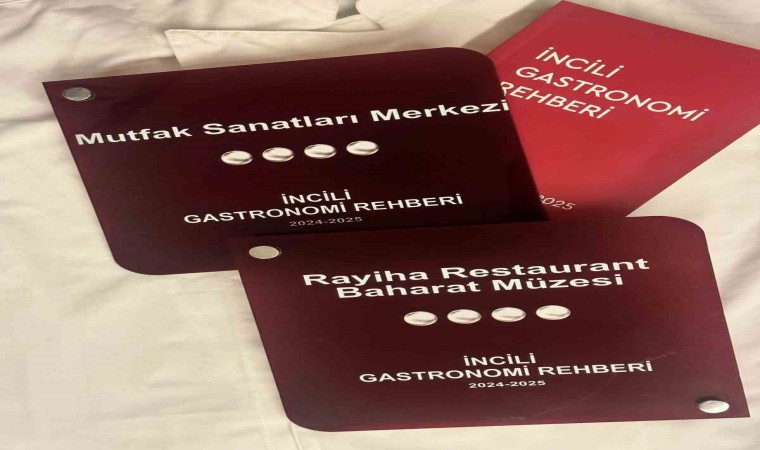 Mutfak Sanatları Merkezi
İNCİLİ
GASTRONOMİ REHBERİ
2024-2025
İNCİLİ
GASTRONOMİ
REHBERİ
2025
Rayiha Restaurant
Baharat Müzesi
İNCİLİ
GASTRONOMİ REHBERİ
2024-2025